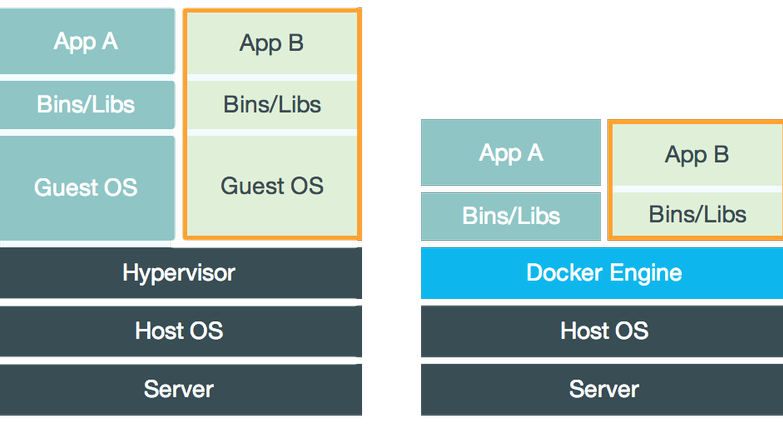 App A
App B
Bins/Libs
Bins/Libs
Guest OS
Guest OS
Hypervisor
Host OS
Server
App A
App B
Bins/Libs
Bins/Libs
Docker Engine
Host OS
Server